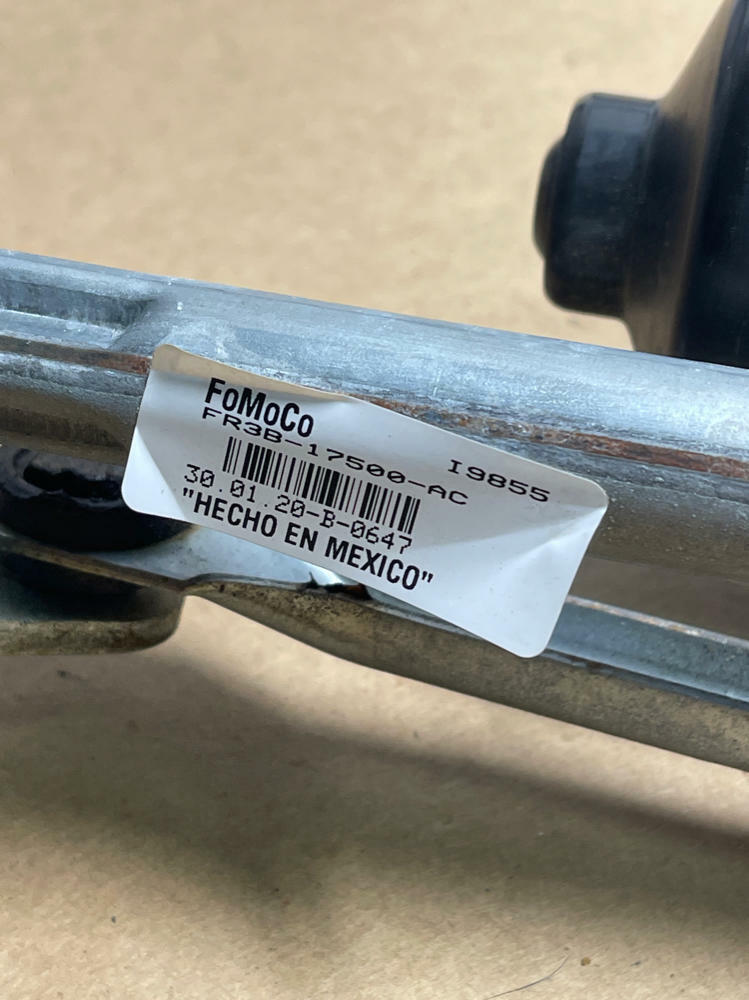 FoMoCo
FR3B-17500-AC I9855
30.01.20-B-0647
"HECHO EN MEXICO"